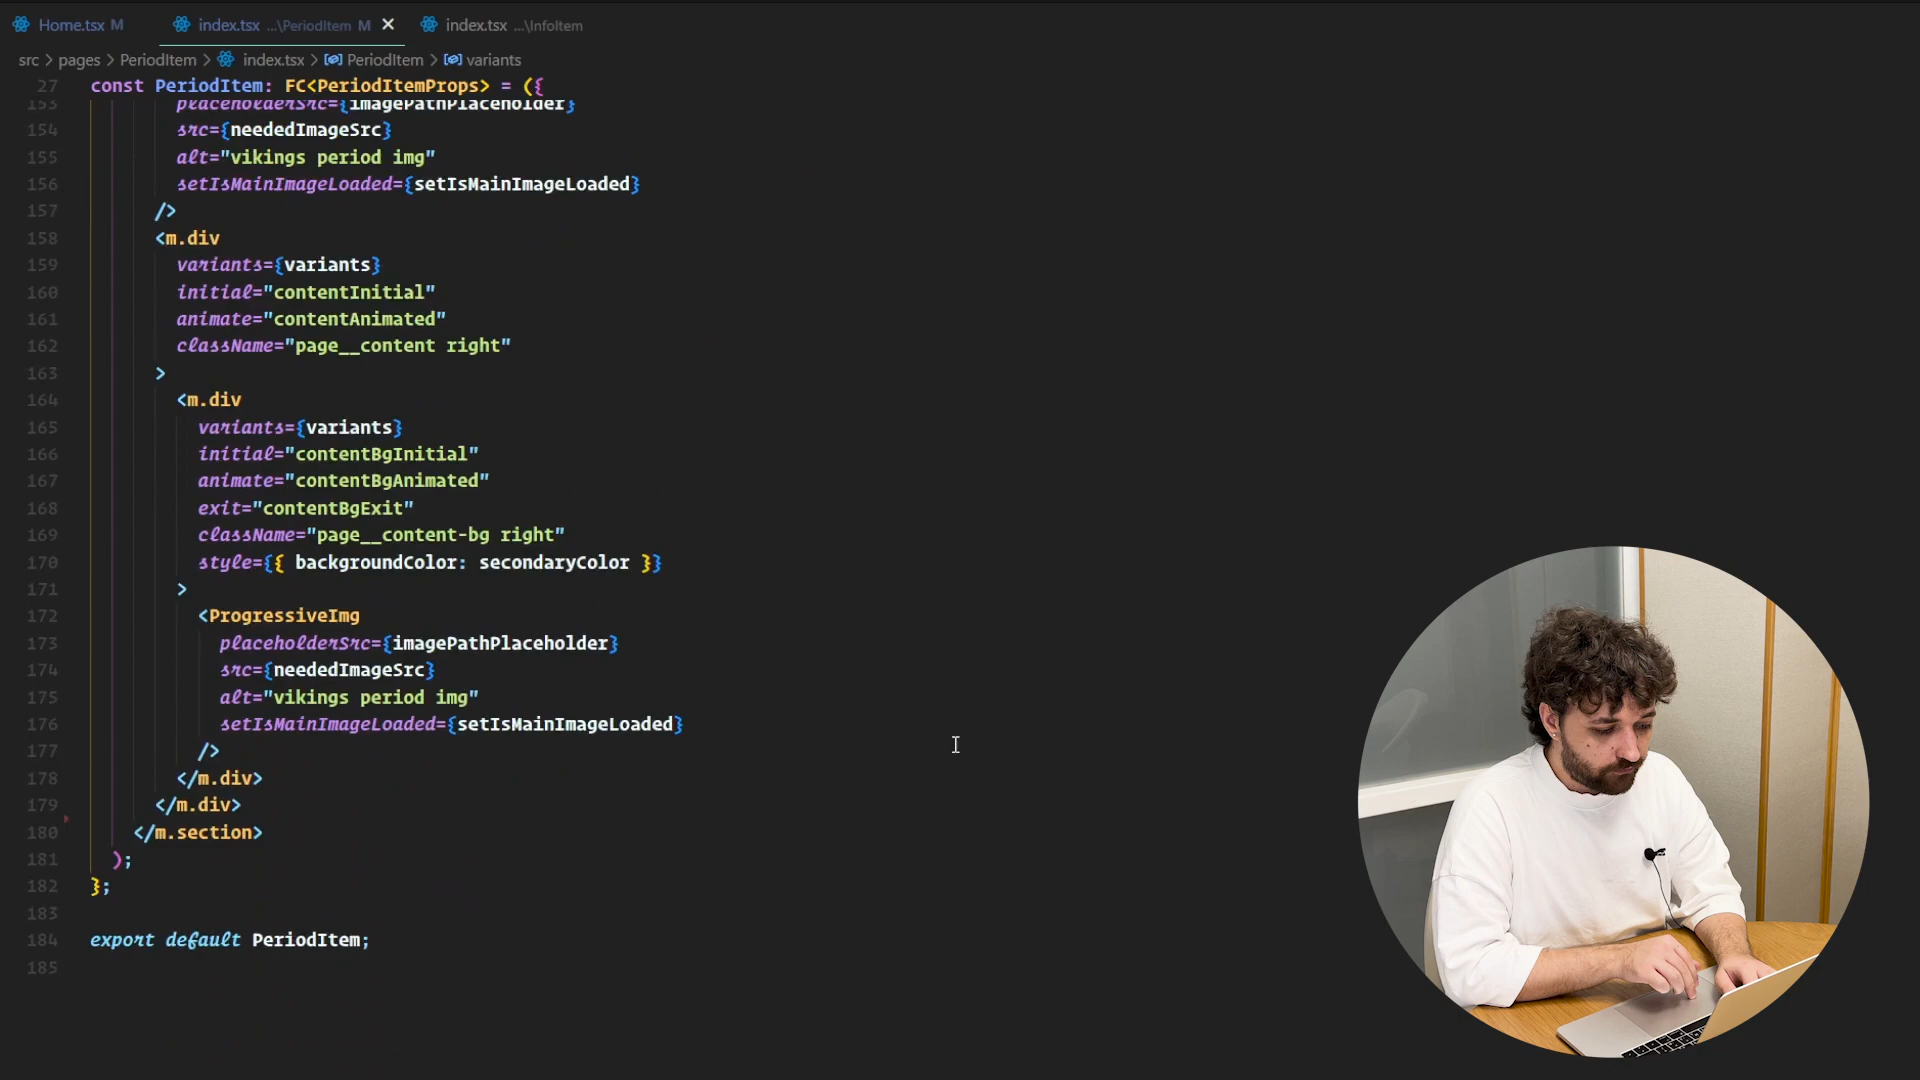 Home.tsx M index.tsx ...\PeriodItem M index.tsx ...\InfoItem
src > pages > PeriodItem > index.tsx > PeriodItem > variants
27 const PeriodItem: FC<PeriodItemProps> = ({
153 placeholderSrc={imagePathPlaceholder}
154 src={neededImageSrc}
155 alt="vikings period img"
156 setIsMainImageLoaded={setIsMainImageLoaded}
157 />
158 <m.div
159 variants={variants}
160 initial="contentInitial"
161 animate="contentAnimated"
162 className="page__content right"
163 >
164 <m.div
165 variants={variants}
166 initial="contentBgInitial"
167 animate="contentBgAnimated"
168 exit="contentBgExit"
169 className="page__content-bg right"
170 style={{ backgroundColor: secondaryColor }}
171 >
172 <ProgressiveImg
173 placeholderSrc={imagePathPlaceholder}
174 src={neededImageSrc}
175 alt="vikings period img"
176 setIsMainImageLoaded={setIsMainImageLoaded}
177 />
178 </m.div>
179 </m.div>
180 </m.section>
181 );
182 };
183
184 export default PeriodItem;
185